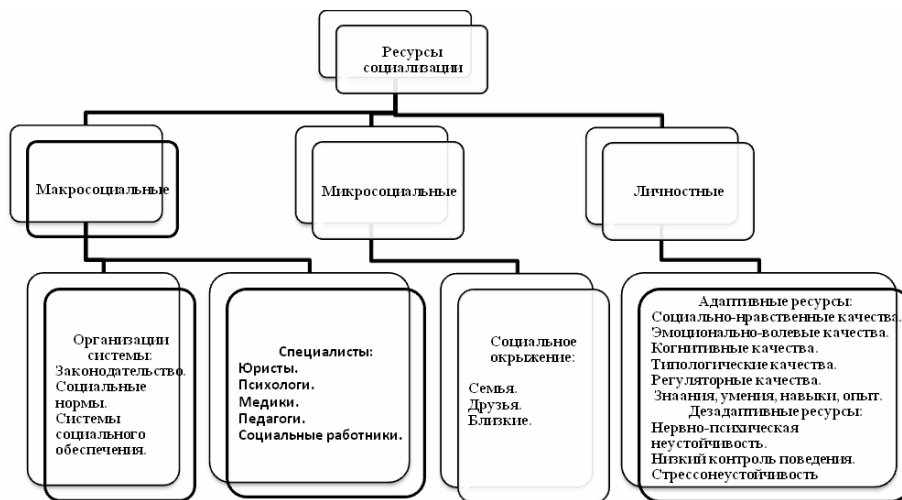 Ресурсы
социализации
Макросоциальные
Микросоциальные
Личностные
Организации
системы:
Законодательство.
Социальные
нормы.
Системы
социального
обеспечения.
Специалисты:
Юристы.
Психологи.
Медики.
Педагоги.
Социальные работники.
Социальное
окрыжение:
Семья.
Друзья.
Близкие.
Адаптивные ресурсы:
Социально-нравственные качества.
Эмоционально-волевые качества.
Когнитивные качества.
Типологические качества.
Регуляторные качества.
Знаания, умения, навыки, опыт.
Дезадаптивные ресурсы:
Нервно-психическая
неустойчивость.
Низкий контроль поведения.
Стрессонеустойчивость